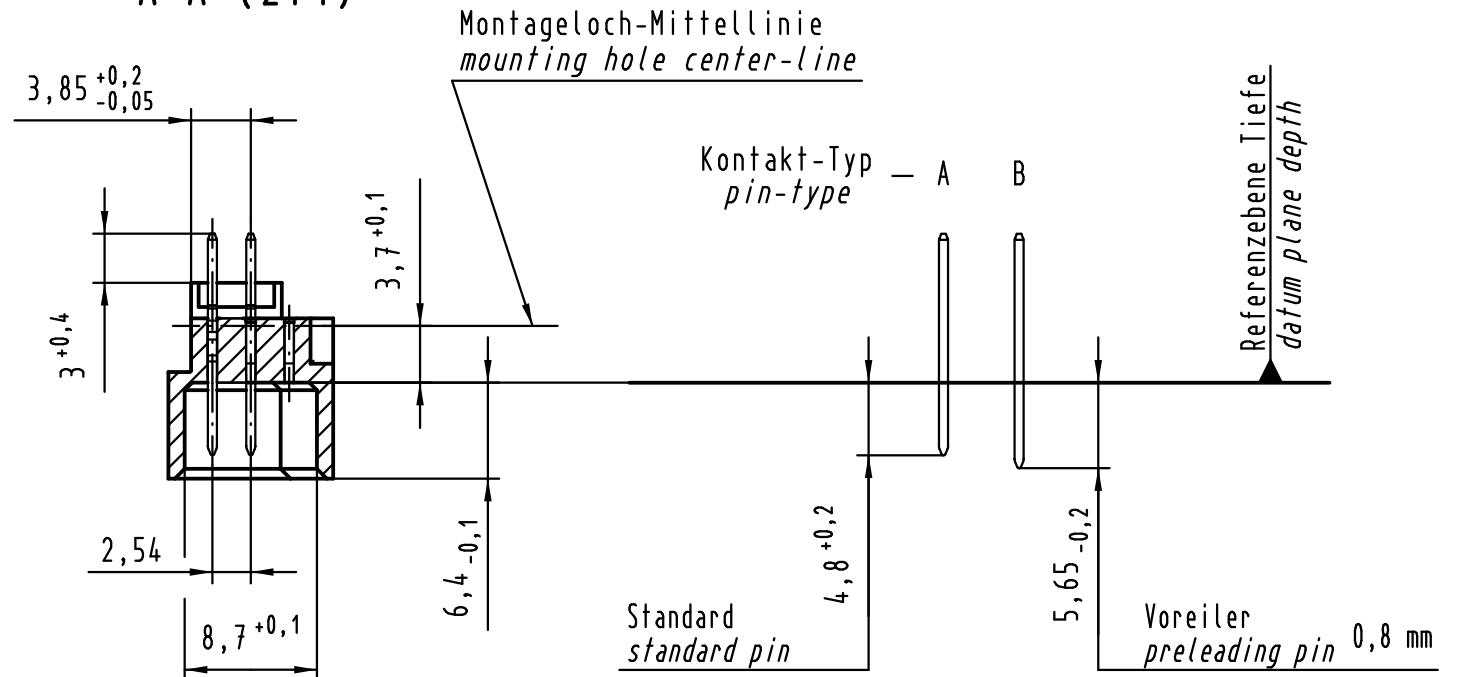 Montageloch-Mittellinie
mounting hole center-line
3,85 +0,2 -0,05
Kontakt-Typ
pin-type
– A B
Referenzebene Tiefe
datum plane depth
3,7 +0,1
3 +0,4
2,54
8,7 +0,1
6,4 -0,1
4,8 +0,2
5,65 -0,2
Standard
standard pin
Voreiler
preleading pin 0,8 mm